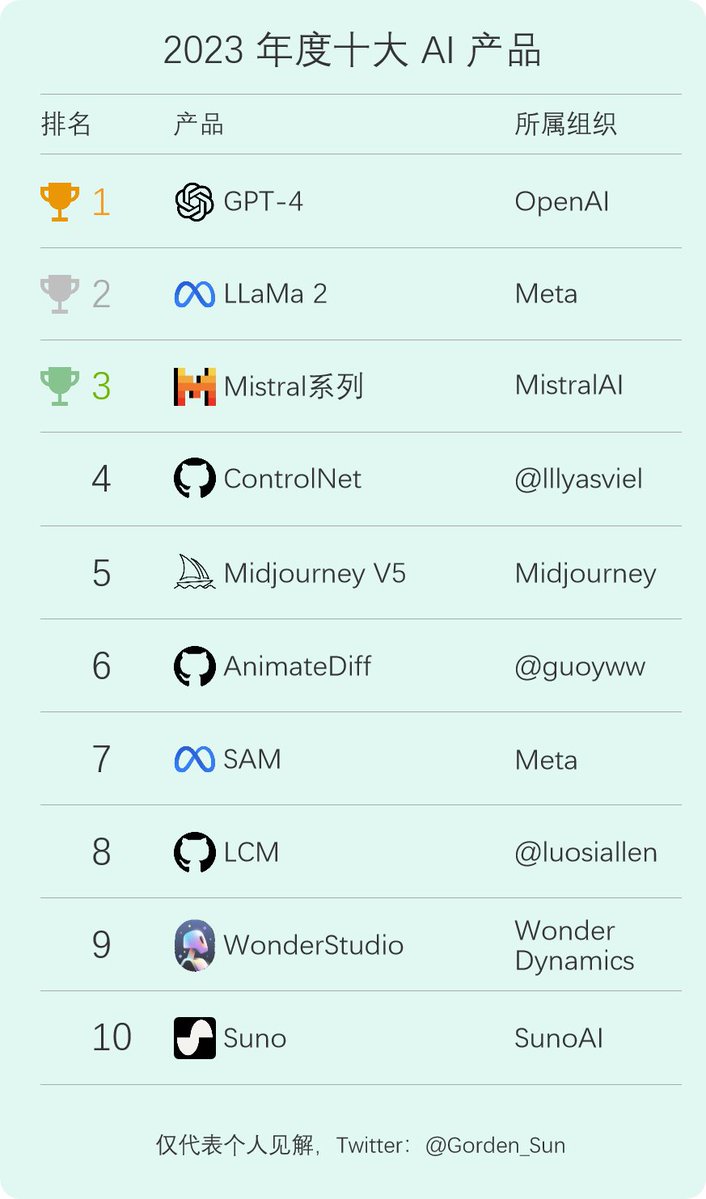 2023 年度十大 AI 产品
排名 产品 所属组织
1 GPT-4 OpenAI
2 LLaMa 2 Meta
3 Mistral系列 MistralAI
4 ControlNet @lllyasviel
5 Midjourney V5 Midjourney
6 AnimateDiff @guoyww
7 SAM Meta
8 LCM @luosiallen
9 WonderStudio Wonder
Dynamics
10 Suno SunoAI
仅代表个人见解，Twitter：@Gorden_Sun